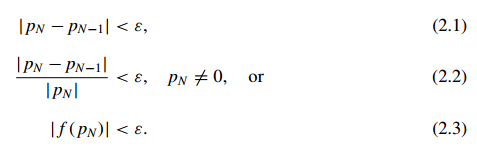 |p_N − p_{N−1}| < ε, (2.1)
|p_N − p_{N−1}| / |p_N| < ε, p_N ≠ 0, or (2.2)
|f(p_N)| < ε. (2.3)